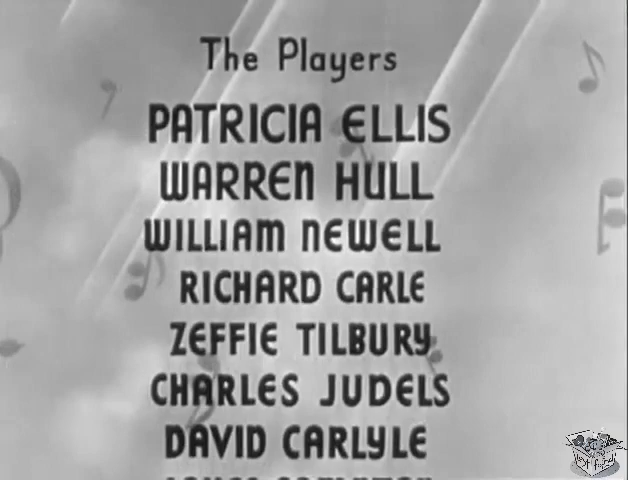 The Players
PATRICIA ELLIS
WARREN HULL
WILLIAM NEWELL
RICHARD CARLE
ZEFFIE TILBURY
CHARLES JUDELS
DAVID CARLYLE